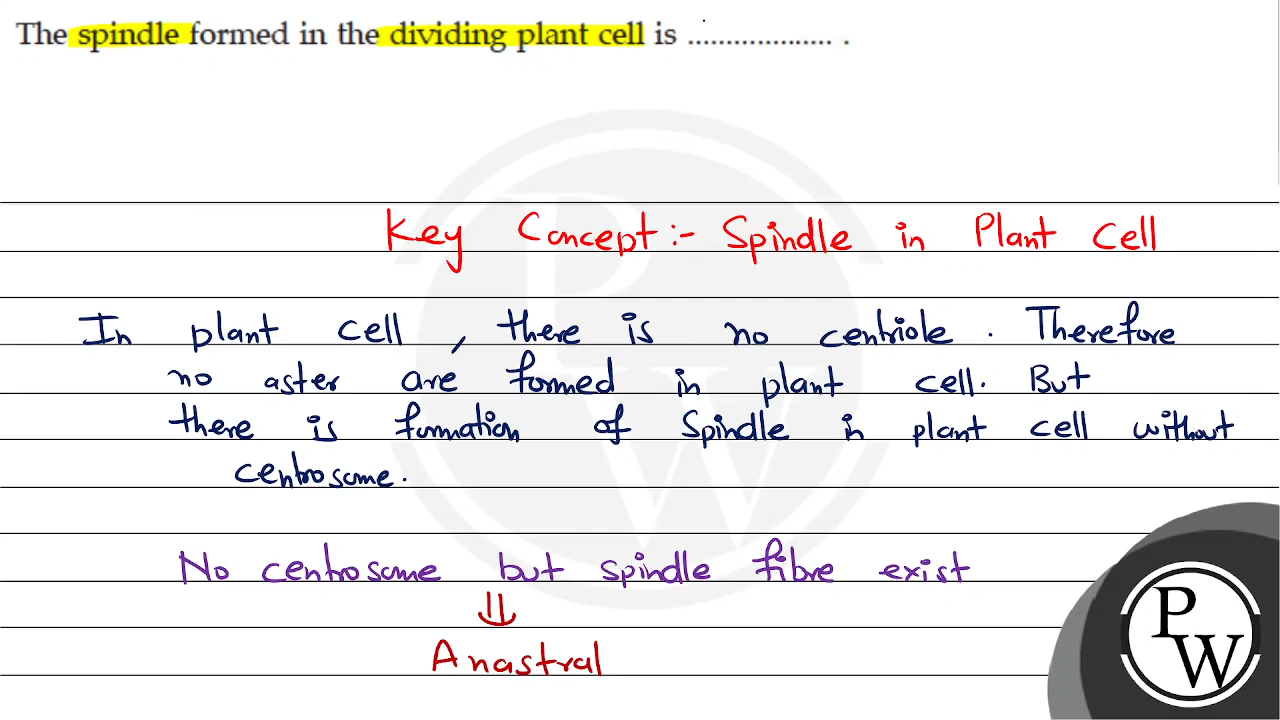 The spindle formed in the dividing plant cell is ................... .
Key Concept :- Spindle in Plant Cell
In plant cell, there is no centriole. Therefore
no aster are formed in plant cell. But
there is formation of Spindle in plant cell without
centrosome.
No centrosome but spindle fibre exist
⇓
Anastral
P
W